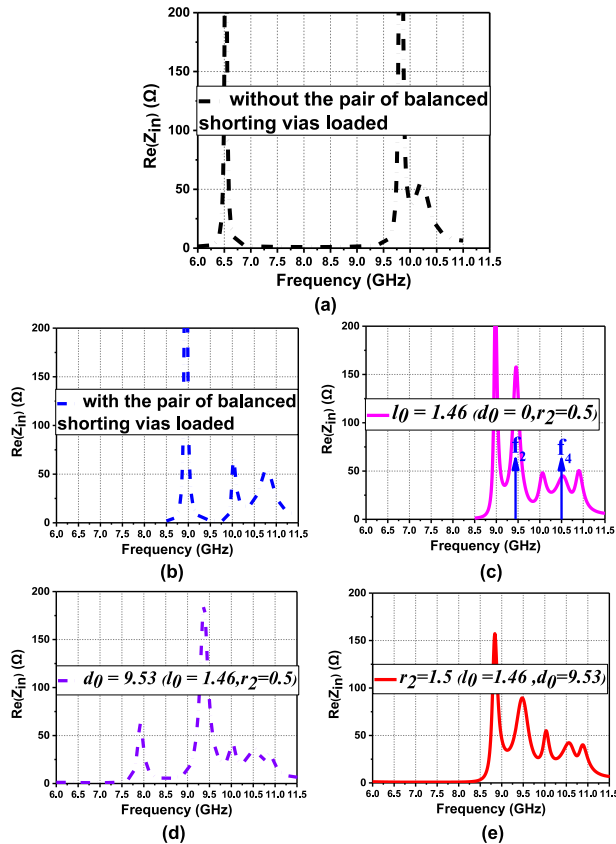 200
150
100
50
0
Re(Zin) (Ω)
without the pair of balanced
shorting vias loaded
6.0 6.5 7.0 7.5 8.0 8.5 9.0 9.5 10.0 10.5 11.0 11.5
Frequency (GHz)
(a)
200
150
100
50
0
Re(Zin) (Ω)
with the pair of balanced
shorting vias loaded
6.0 6.5 7.0 7.5 8.0 8.5 9.0 9.5 10.0 10.5 11.0 11.5
Frequency (GHz)
(b)
200
150
100
50
0
Re(Zin) (Ω)
l0 = 1.46 (d0 = 0,r2=0.5)
f2
f4
6.0 6.5 7.0 7.5 8.0 8.5 9.0 9.5 10.0 10.5 11.0 11.5
Frequency (GHz)
(c)
200
150
100
50
0
Re(Zin) (Ω)
d0 = 9.53 (l0 = 1.46,r2=0.5)
6.0 6.5 7.0 7.5 8.0 8.5 9.0 9.5 10.0 10.5 11.0 11.5
Frequency (GHz)
(d)
200
150
100
50
0
Re(Zin) (Ω)
r2=1.5 (l0 =1.46 ,d0=9.53)
6.0 6.5 7.0 7.5 8.0 8.5 9.0 9.5 10.0 10.5 11.0 11.5
Frequency (GHz)
(e)